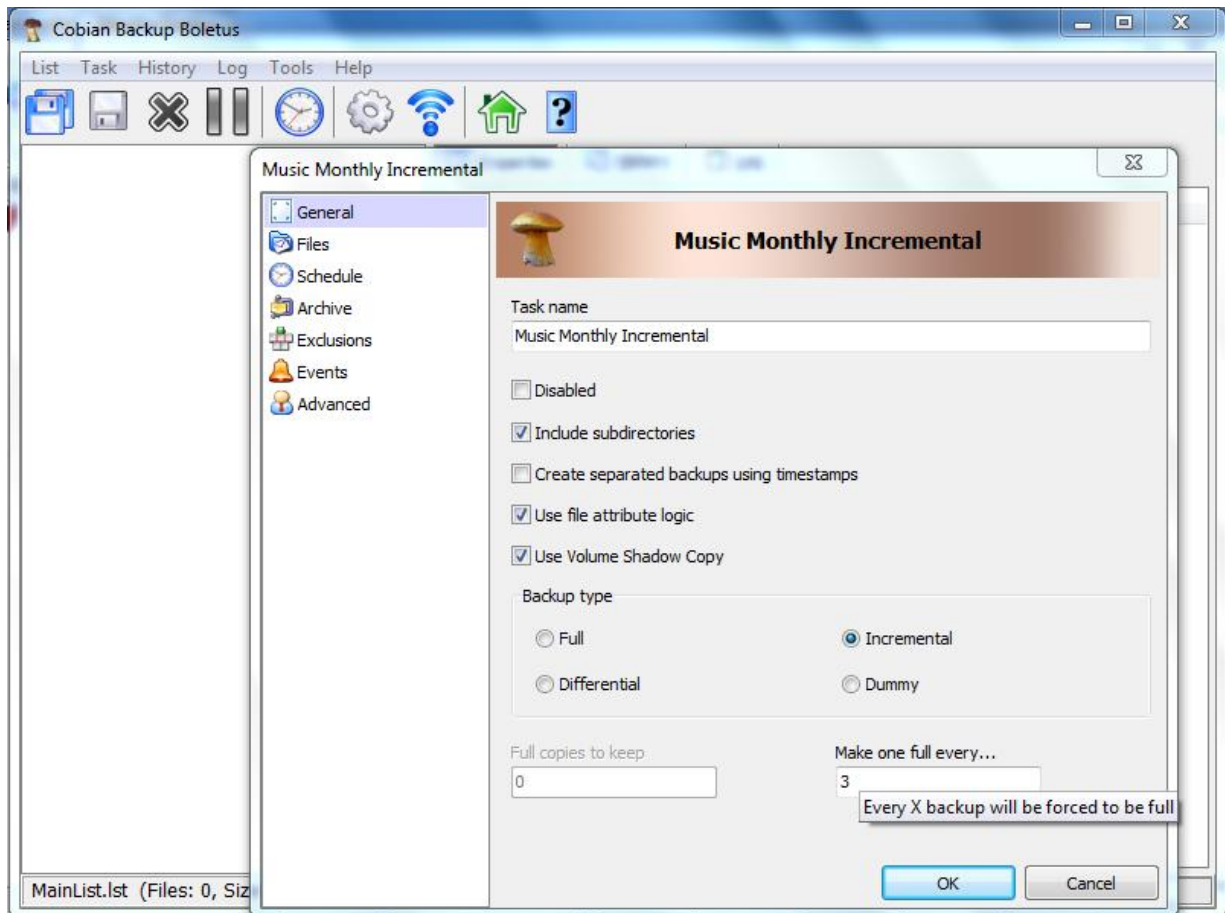 Cobian Backup Boletus
List Task History Log Tools Help
Music Monthly Incremental
General
Files
Schedule
Archive
Exclusions
Events
Advanced
Music Monthly Incremental
Task name
Music Monthly Incremental
Disabled
Include subdirectories
Create separated backups using timestamps
Use file attribute logic
Use Volume Shadow Copy
Backup type
Full
Incremental
Differential
Dummy
Full copies to keep
Make one full every...
0
3
Every X backup will be forced to be full
OK
Cancel
MainList.lst (Files: 0, Siz